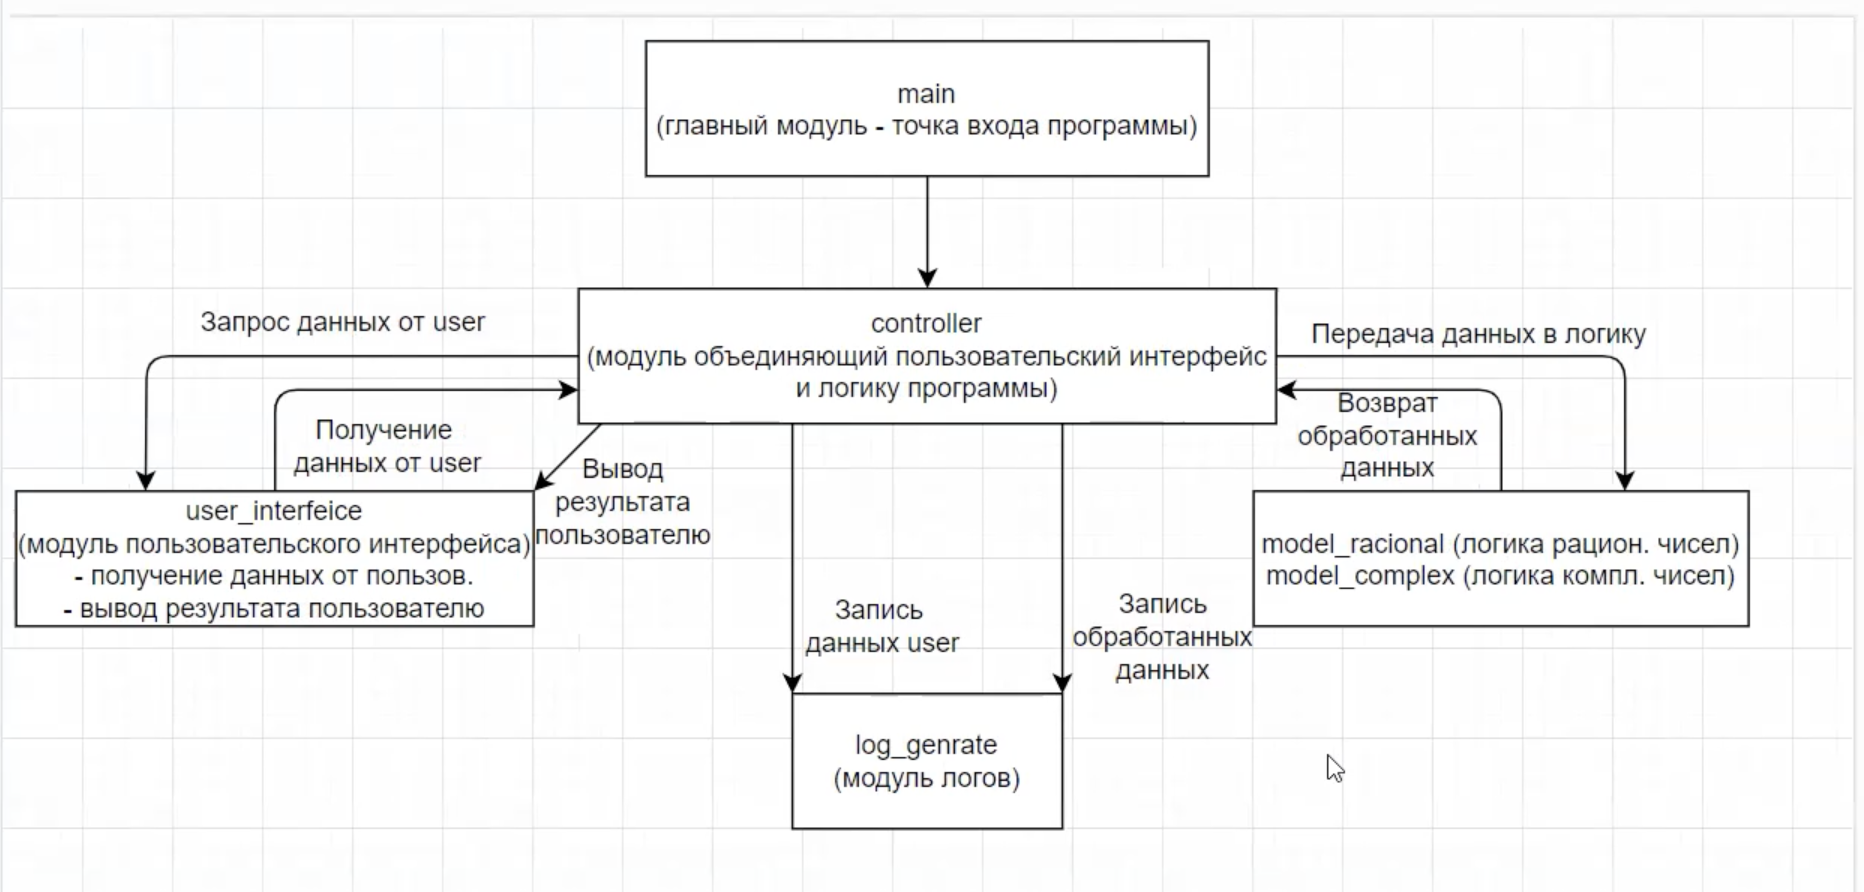 main
(главный модуль - точка входа программы)
controller
(модуль объединяющий пользовательский интерфейс
и логику программы)
Запрос данных от user
Передача данных в логику
Получение
данных от user
Вывод
результата
пользователю
Возврат
обработанных
данных
user_interfeice
(модуль пользовательского интерфейса)
- получение данных от пользов.
- вывод результата пользователю
model_racional (логика рацион. чисел)
model_complex (логика компл. чисел)
Запись
данных user
Запись
обработанных
данных
log_genrate
(модуль логов)